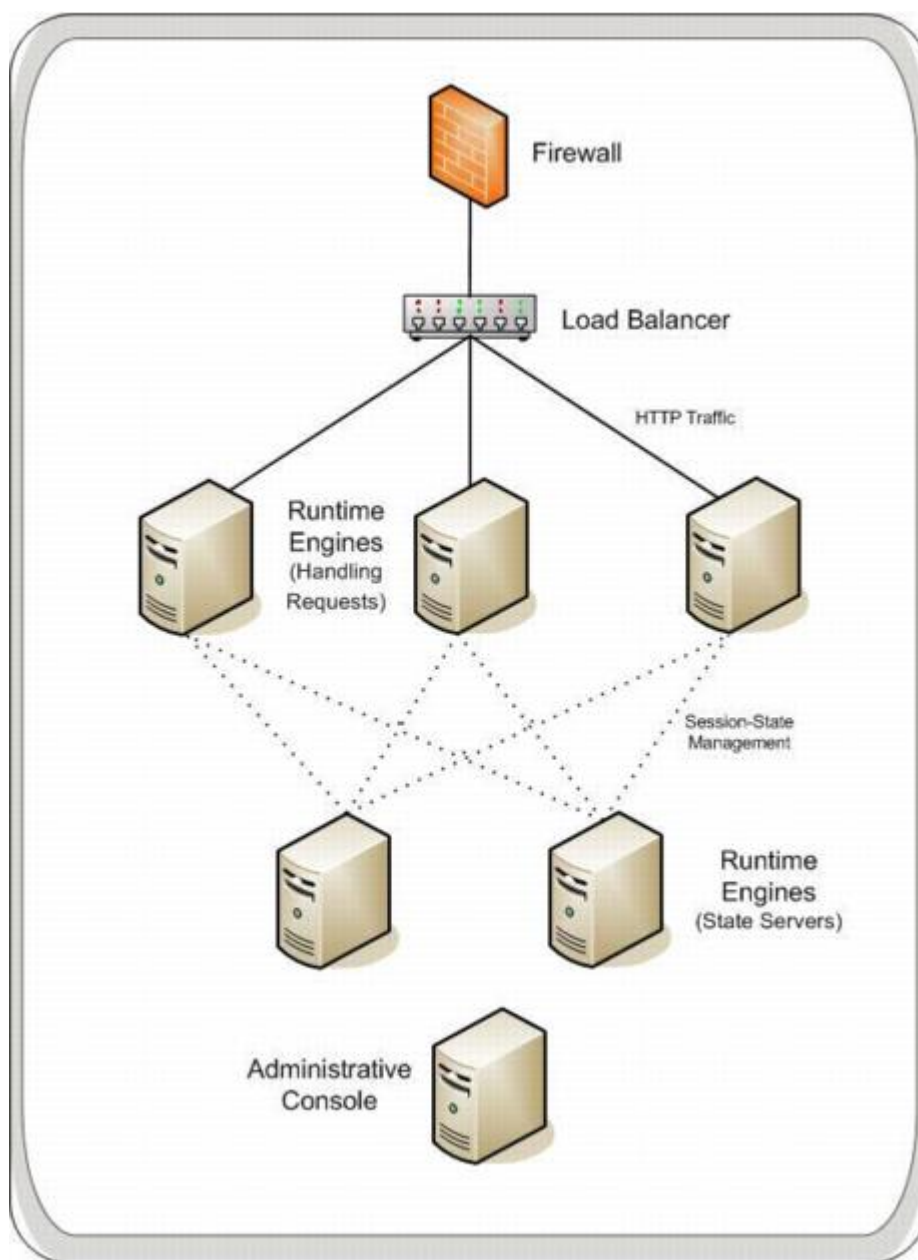 Firewall
Load Balancer
HTTP Traffic
Runtime
Engines
(Handling
Requests)
Session-State
Management
Runtime
Engines
(State Servers)
Administrative
Console